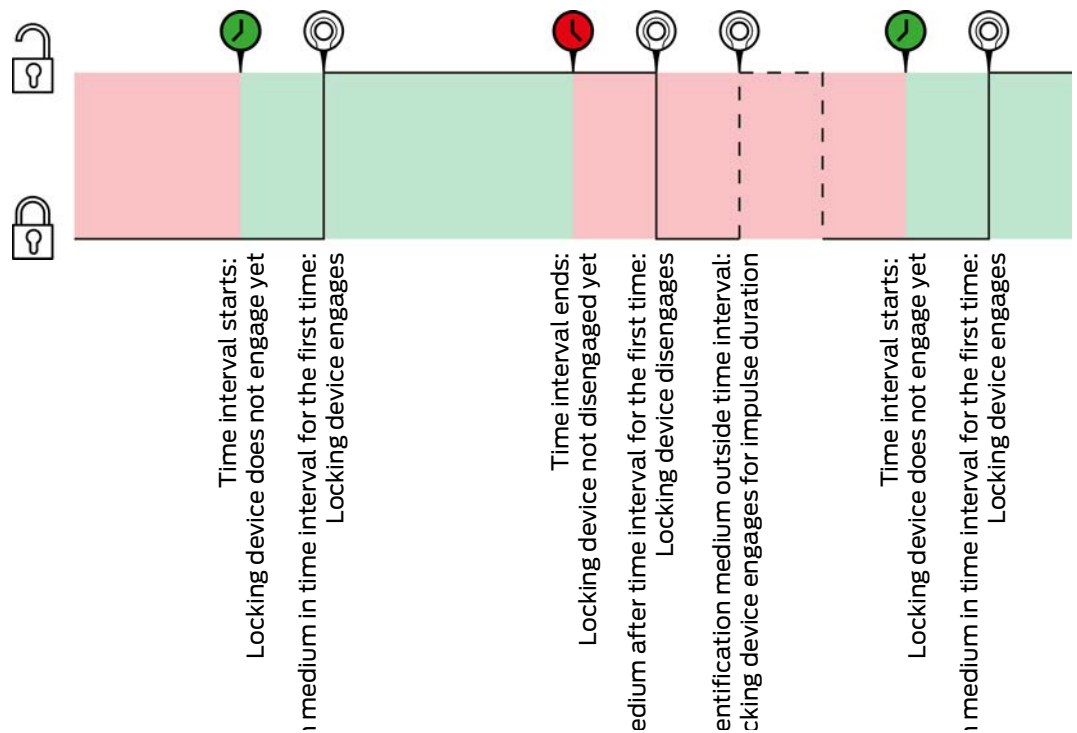 Time interval starts:
Locking device does not engage yet
medium in time interval for the first time:
Locking device engages
Time interval ends:
Locking device not disengaged yet
after time interval for the first time:
Locking device disengages
medium outside time interval:
device engages for impulse duration
Time interval starts:
Locking device does not engage yet
medium in time interval for the first time:
Locking device engages